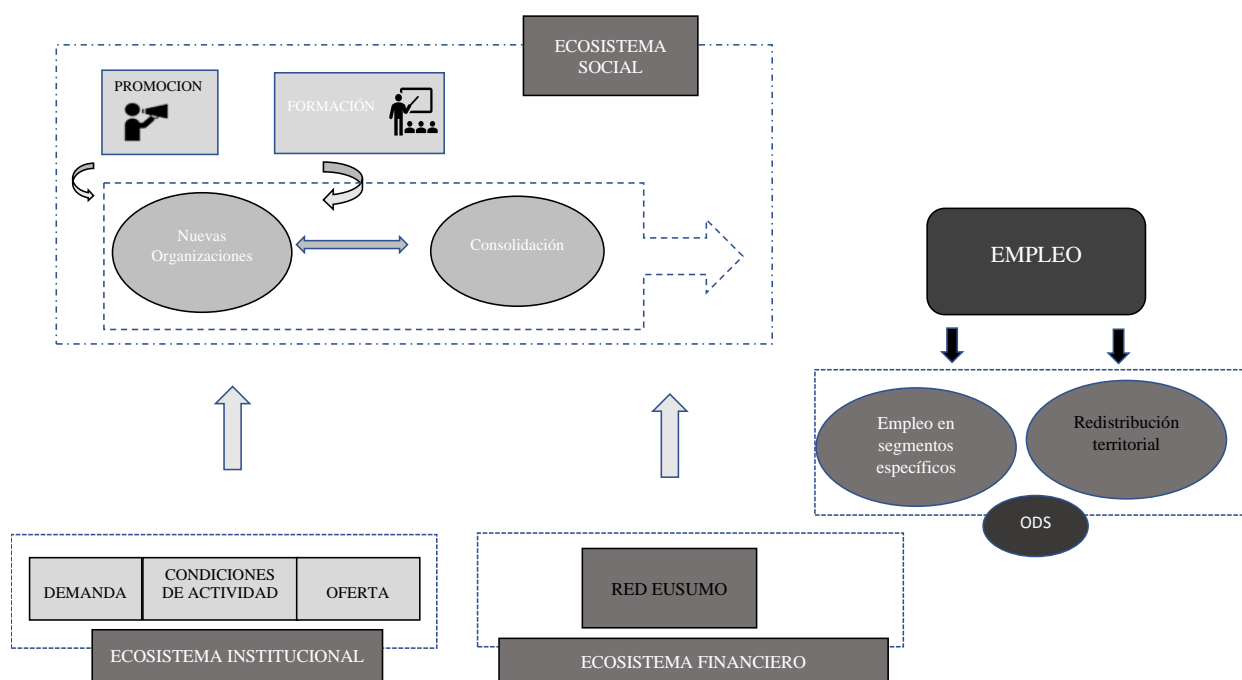 ECOSISTEMA
SOCIAL
PROMOCION
FORMACIÓN
Nuevas
Organizaciones
Consolidación
EMPLEO
Empleo en
segmentos
específicos
Redistribución
territorial
ODS
DEMANDA
CONDICIONES
DE ACTIVIDAD
OFERTA
ECOSISTEMA INSTITUCIONAL
RED EUSUMO
ECOSISTEMA FINANCIERO